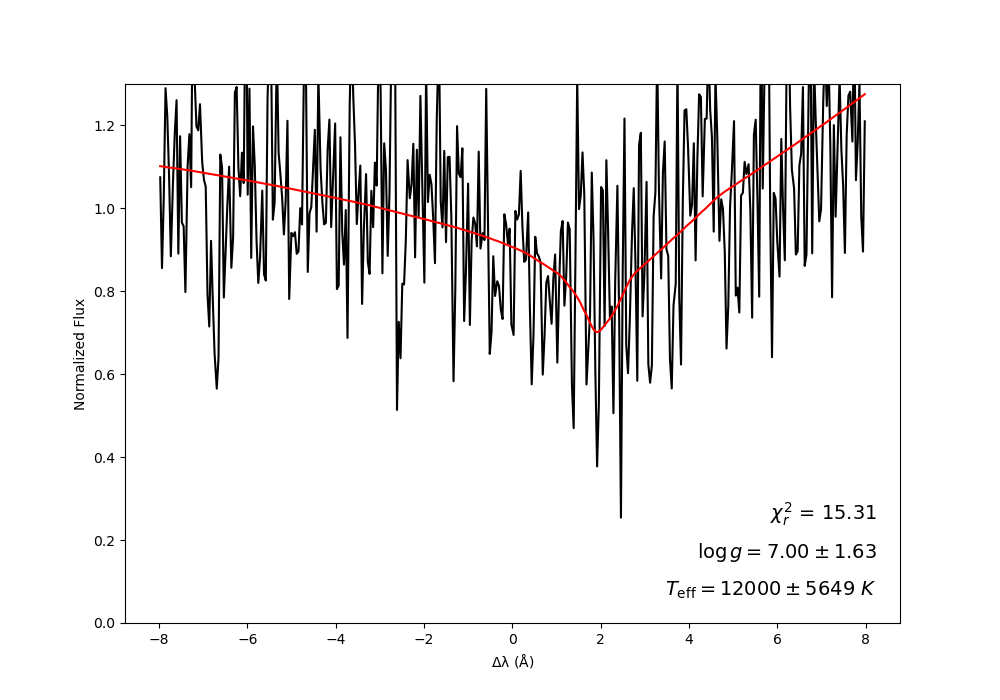 1.2
1.0
0.8
0.6
0.4
0.2
0.0
Normalized Flux
χ²ᵣ = 15.31
log g = 7.00 ± 1.63
T_eff = 12000 ± 5649 K
−8 −6 −4 −2 0 2 4 6 8
Δλ (Å)